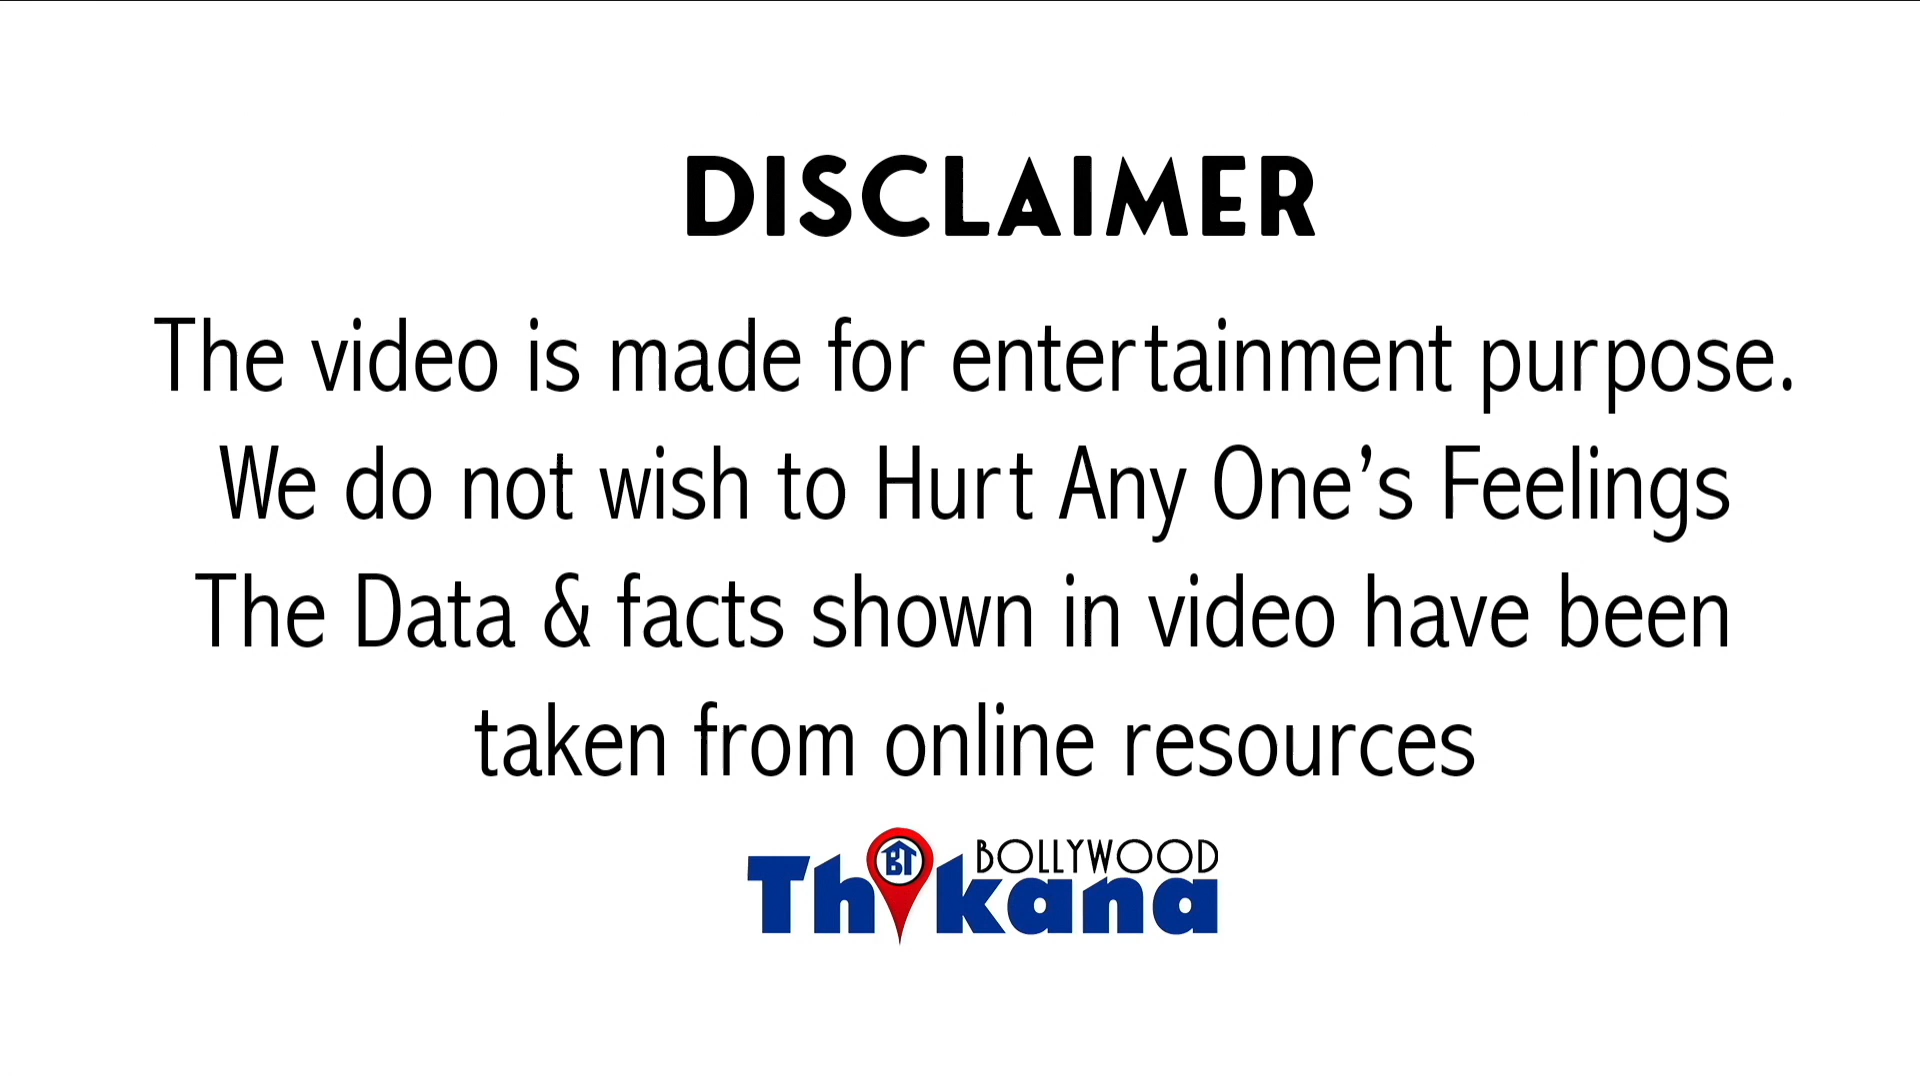 DISCLAIMER
The video is made for entertainment purpose.
We do not wish to Hurt Any One’s Feelings
The Data & facts shown in video have been
taken from online resources
BT
BOLLYWOOD
Thikana